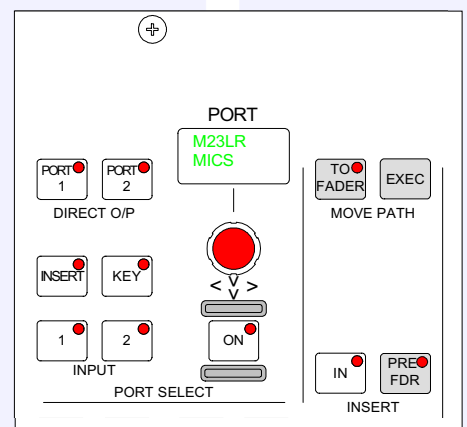 PORT
M23LR
MICS
PORT
1
PORT
2
DIRECT O/P
TO
FADER
EXEC
MOVE PATH
INSERT
KEY
< >
1
2
INPUT
ON
PORT SELECT
IN
PRE
FDR
INSERT